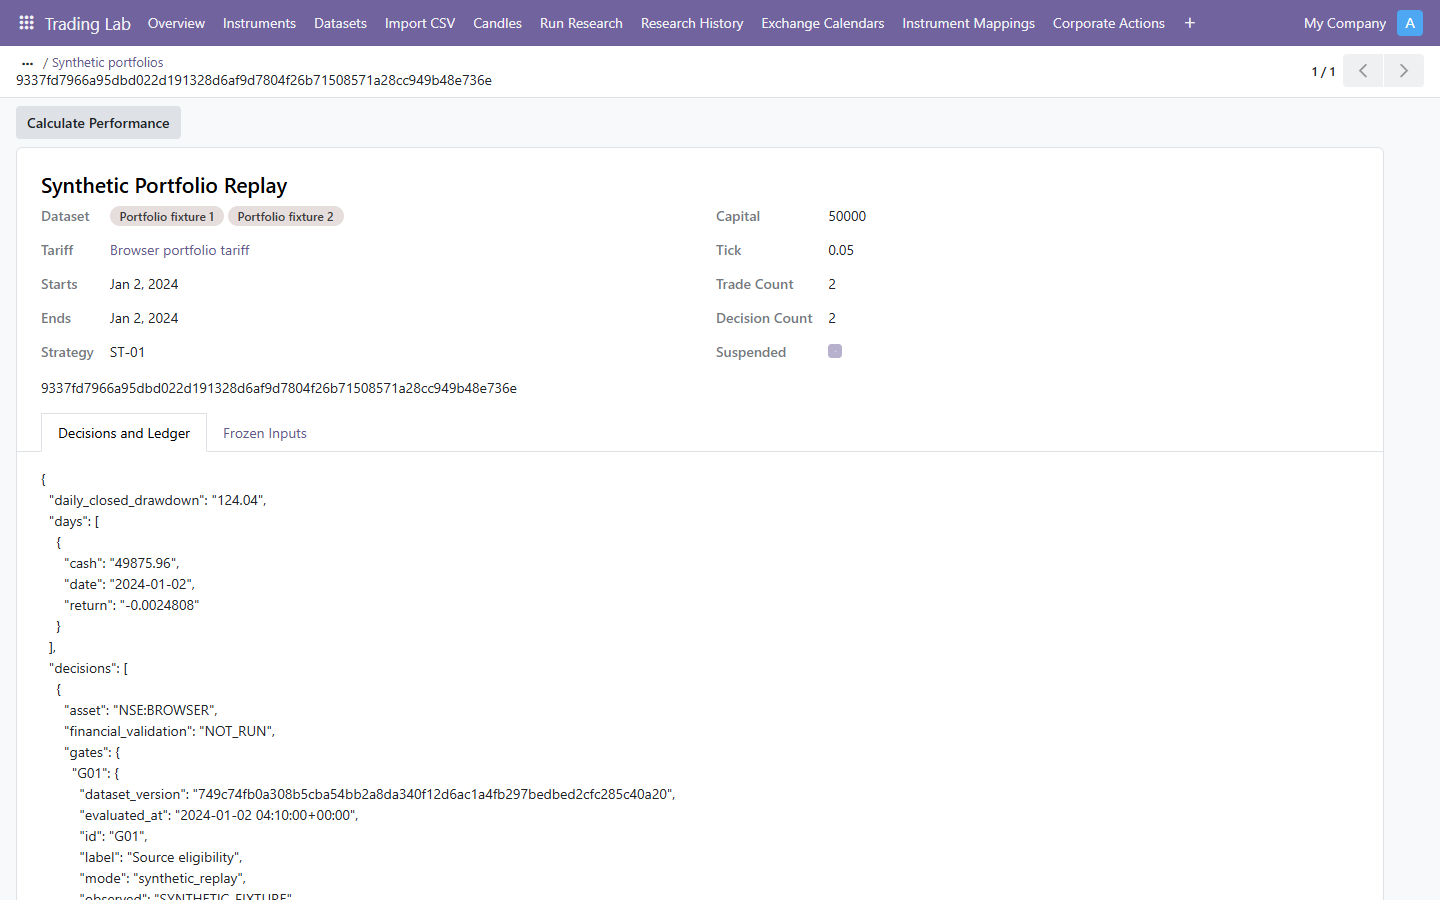 Trading Lab Overview Instruments Datasets Import CSV Candles Run Research Research History Exchange Calendars Instrument Mappings Corporate Actions + My Company A
... / Synthetic portfolios
9337fd7966a95dbd022d191328d6af9d7804f26b71508571a28cc949b48e736e
1 / 1
Calculate Performance
Synthetic Portfolio Replay
Dataset Portfolio fixture 1 Portfolio fixture 2
Capital 50000
Tariff Browser portfolio tariff
Tick 0.05
Starts Jan 2, 2024
Trade Count 2
Ends Jan 2, 2024
Decision Count 2
Strategy ST-01
Suspended
9337fd7966a95dbd022d191328d6af9d7804f26b71508571a28cc949b48e736e
Decisions and Ledger Frozen Inputs
{
"daily_closed_drawdown": "124.04",
"days": [
{
"cash": "49875.96",
"date": "2024-01-02",
"return": "-0.0024808"
}
],
"decisions": [
{
"asset": "NSE:BROWSER",
"financial_validation": "NOT_RUN",
"gates": {
"G01": {
"dataset_version": "749c74fb0a308b5cba54bb2a8da340f12d6ac1a4fb297bedbed2cfc285c40a20",
"evaluated_at": "2024-01-02 04:10:00+00:00",
"id": "G01",
"label": "Source eligibility",
"mode": "synthetic_replay",
"observed": "SYNTHETIC_FIXTURE"